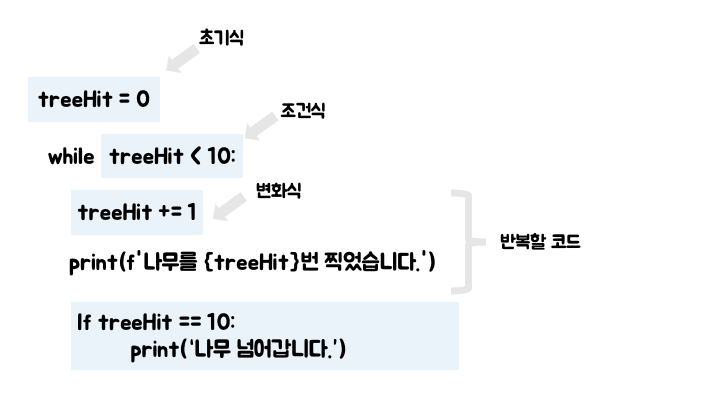 초기식
treeHit = 0
조건식
while treeHit < 10:
변화식
treeHit += 1
반복할 코드
print(f'나무를 {treeHit}번 찍었습니다.')
If treeHit == 10:
print('나무 넘어갑니다.')